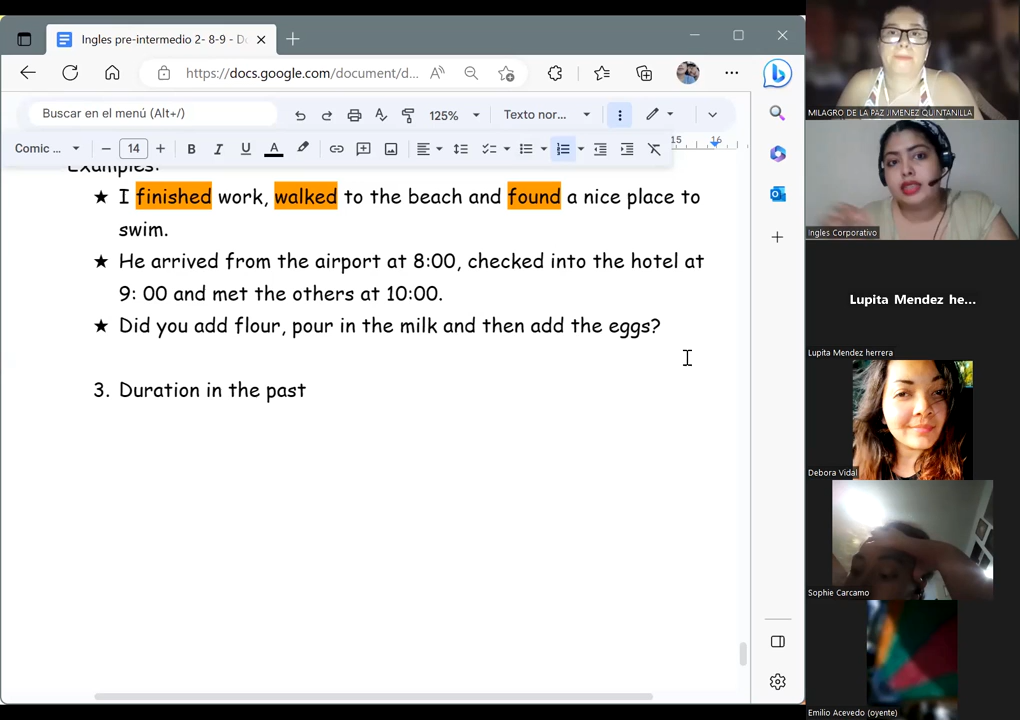 Ingles pre-intermedio 2- 8-9 - D
https://docs.google.com/document/d...
Buscar en el menú (Alt+/)
125%
Texto nor...
Comic ...
14
15
16
Examples:
★ I finished work, walked to the beach and found a nice place to
swim.
★ He arrived from the airport at 8:00, checked into the hotel at
9: 00 and met the others at 10:00.
★ Did you add flour, pour in the milk and then add the eggs?
3. Duration in the past
MILAGRO DE LA PAZ JIMENEZ QUINTANILLA
Ingles Corporativo
Lupita Mendez he...
Lupita Mendez herrera
Debora Vidal
Sophie Carcamo
Emilio Acevedo (oyente)